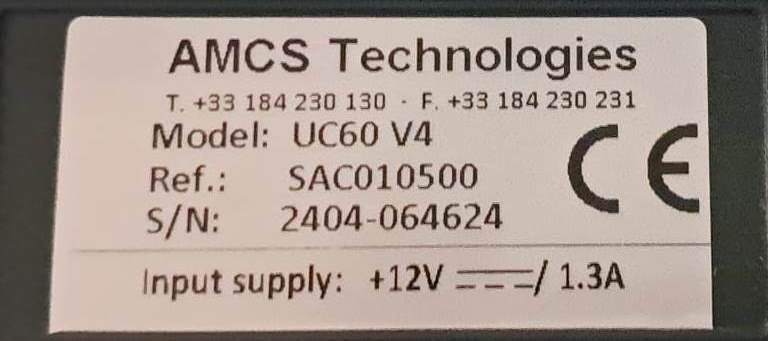 AMCS Technologies
T. +33 184 230 130 · F. +33 184 230 231
Model: UC60 V4
Ref.: SAC010500
CE
S/N: 2404-064624
Input supply: +12V ⎓/ 1.3A